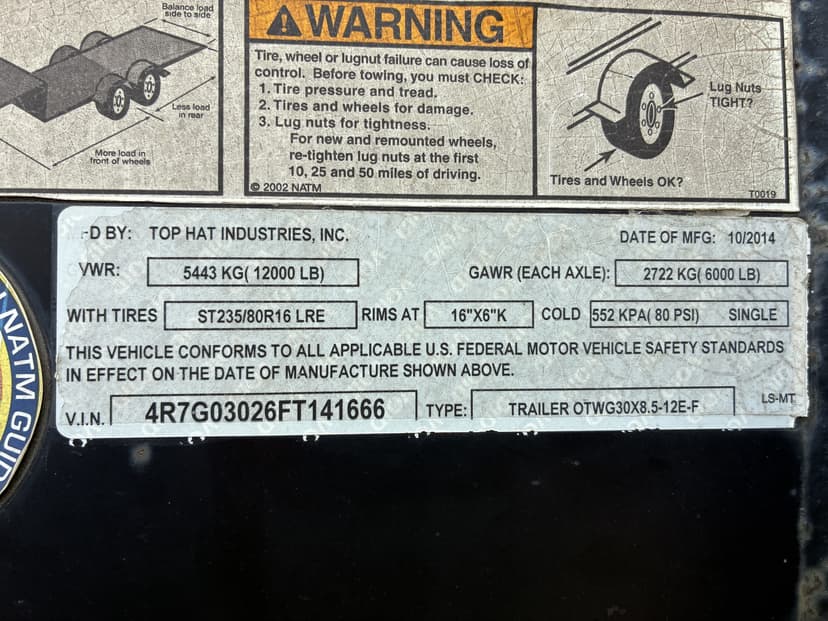 Balance load
side to side
Less load
in rear
More load in
front of wheels
WARNING
Tire, wheel or lugnut failure can cause loss of
control. Before towing, you must CHECK:
1. Tire pressure and tread.
2. Tires and wheels for damage.
3. Lug nuts for tightness.
For new and remounted wheels,
re-tighten lug nuts at the first
10, 25 and 50 miles of driving.
© 2002 NATM
Lug Nuts
TIGHT?
Tires and Wheels OK?
T0019
D BY: TOP HAT INDUSTRIES, INC. DATE OF MFG: 10/2014
VWR: 5443 KG( 12000 LB) GAWR (EACH AXLE): 2722 KG( 6000 LB)
WITH TIRES ST235/80R16 LRE RIMS AT 16"X6"K COLD 552 KPA( 80 PSI) SINGLE
THIS VEHICLE CONFORMS TO ALL APPLICABLE U.S. FEDERAL MOTOR VEHICLE SAFETY STANDARDS
IN EFFECT ON THE DATE OF MANUFACTURE SHOWN ABOVE.
V.I.N. 4R7G03026FT141666 TYPE: TRAILER OTWG30X8.5-12E-F LS-MT
NATM GUID